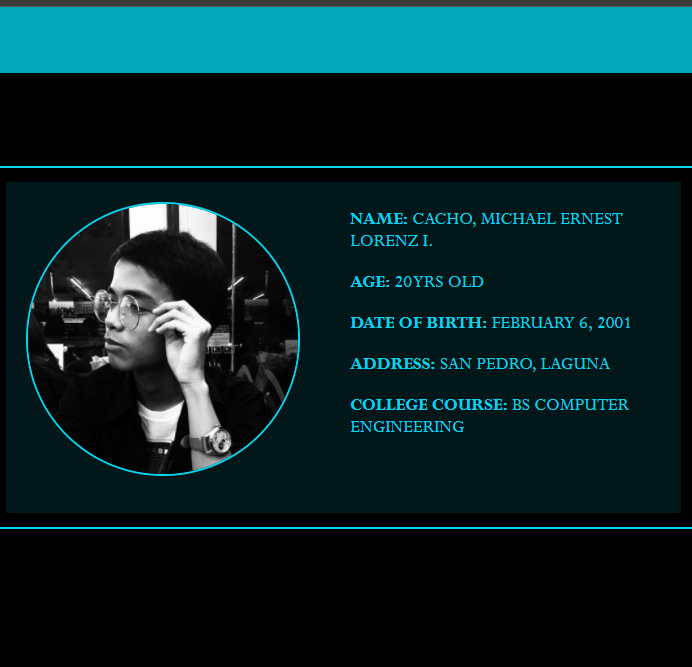 NAME: CACHO, MICHAEL ERNEST
LORENZ I.
AGE: 20YRS OLD
DATE OF BIRTH: FEBRUARY 6, 2001
ADDRESS: SAN PEDRO, LAGUNA
COLLEGE COURSE: BS COMPUTER
ENGINEERING